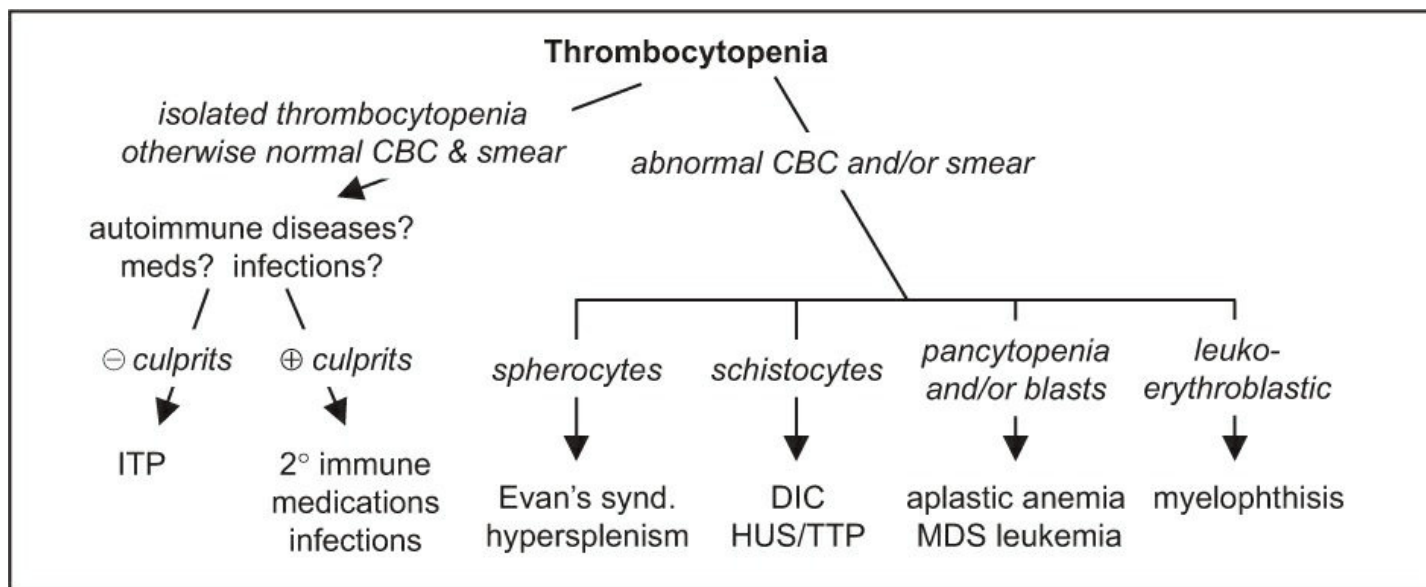 Thrombocytopenia
isolated thrombocytopenia
otherwise normal CBC & smear
abnormal CBC and/or smear
autoimmune diseases?
meds? infections?
⊖ culprits
⊕ culprits
ITP
2° immune
medications
infections
spherocytes
schistocytes
pancytopenia
and/or blasts
leuko-
erythroblastic
Evan's synd.
hypersplenism
DIC
HUS/TTP
aplastic anemia
MDS leukemia
myelophthisis